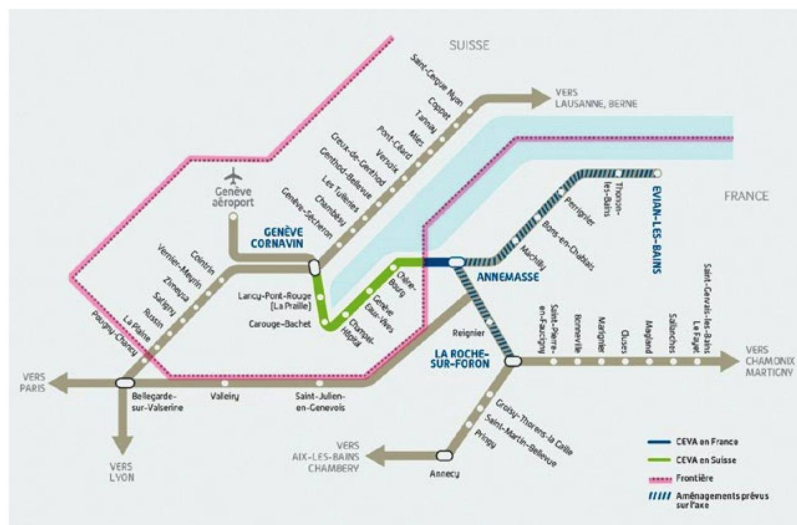 SUISSE
VERS
LAUSANNE, BERNE
Saint-Cergue Nyon
Coppet
Tannay
Mies
Pont-Céard
Versoix
Creux-de-Genthod
Genthod-Bellevue
Les Tuileries
Chambésy
Genève-Sécheron
Genève
aéroport
GENÈVE
CORNAVIN
FRANCE
Thonon-
les-Bains
EVIAN-LES-BAINS
Perrignier
Bons-en-Chablais
Machilly
ANNEMASSE
Cointrin
Vernier-Meyrin
Zimeysa
Satigny
Russin
La Plaine
Pougny-Chancy
Lancy-Pont-Rouge
(La Praille)
Carouge-Bachet
Champel-
Hôpital
Genève
Eaux-Vives
Chêne-
Bourg
Reignier
LA ROCHE-
SUR-FORON
Saint-Pierre-
en-Faucigny
Bonneville
Marignier
Cluses
Magland
Sallanches
Saint-Gervais-les-Bains
Le Fayet
VERS
CHAMONIX
MARTIGNY
VERS
PARIS
Bellegarde-
sur-Valserine
Valleiry
Saint-Julien-
en-Genevois
VERS
LYON
VERS
AIX-LES-BAINS
CHAMBERY
Annecy
Groisy-Thorens-la Caille
Saint-Martin-Bellevue
Pringy
CEVA en France
CEVA en Suisse
Frontière
Aménagements prévus
sur l'axe